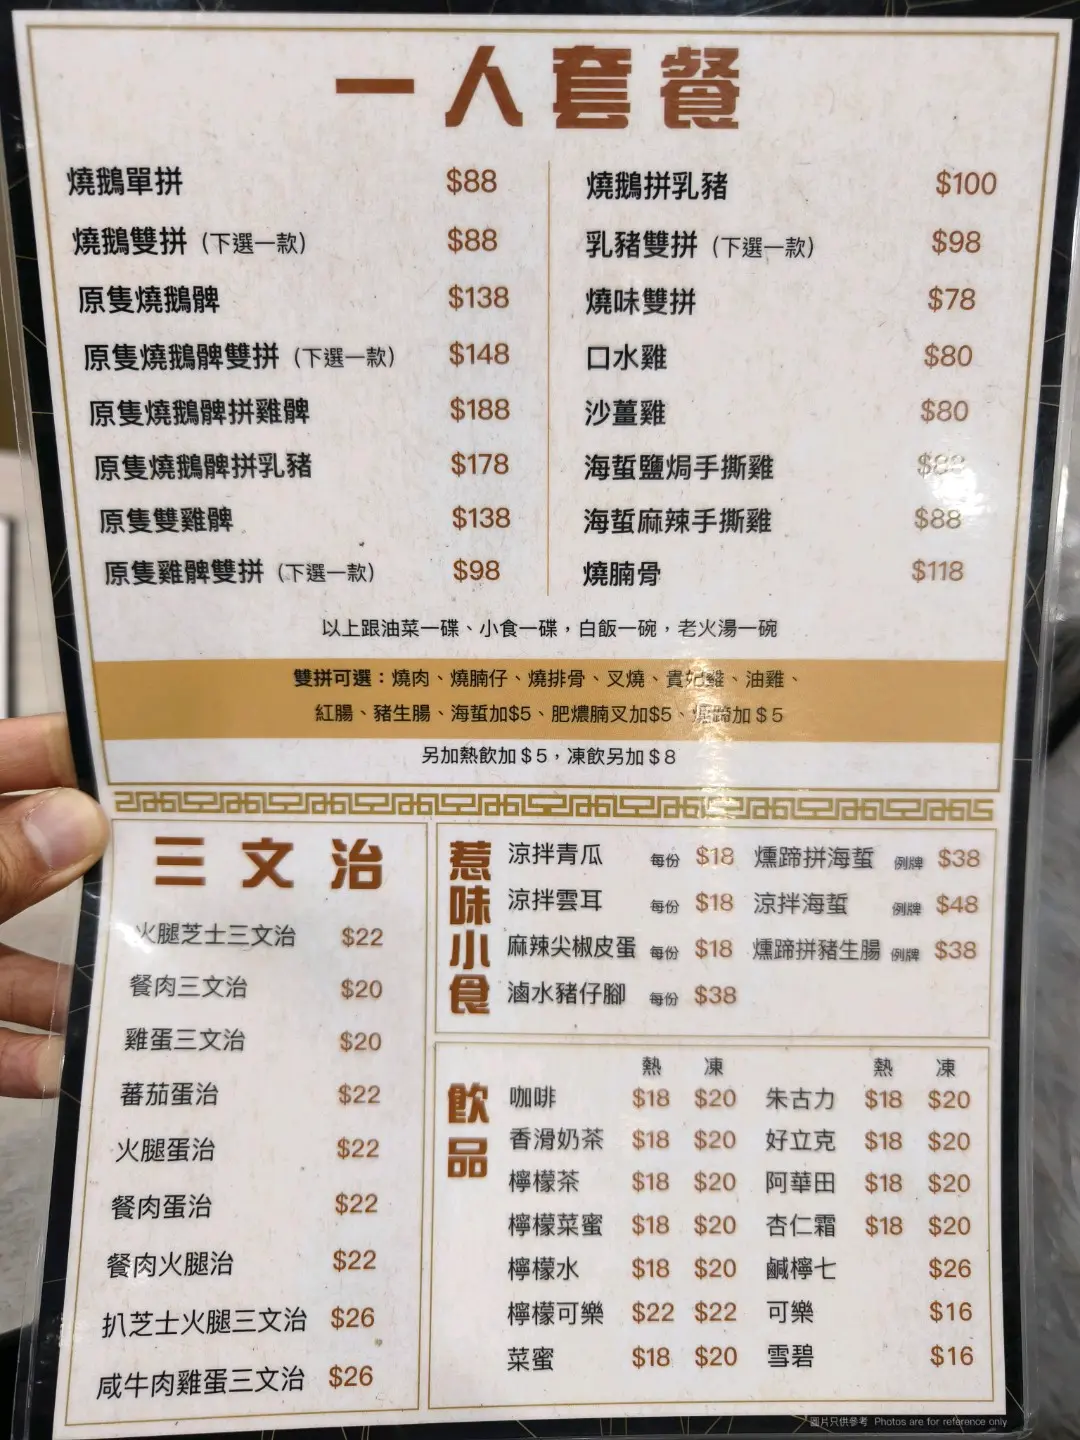 一人套餐
燒鵝單拼 $88
燒鵝雙拼 (下選一款) $88
原隻燒鵝髀 $138
原隻燒鵝髀雙拼 (下選一款) $148
原隻燒鵝髀拼雞髀 $188
原隻燒鵝髀拼乳豬 $178
原隻雙雞髀 $138
原隻雞髀雙拼 (下選一款) $98
燒鵝拼乳豬 $100
乳豬雙拼 (下選一款) $98
燒味雙拼 $78
口水雞 $80
沙薑雞 $80
海蜇鹽焗手撕雞 $88
海蜇麻辣手撕雞 $88
燒腩骨 $118
以上跟油菜一碟、小食一碟，白飯一碗，老火湯一碗
雙拼可選：燒肉、燒腩仔、燒排骨、叉燒、貴妃雞、油雞、
紅腸、豬生腸、海蜇加$5、肥燶腩叉加$5、燻蹄加$5
另加熱飲加$5，凍飲另加$8
三文治
火腿芝士三文治 $22
餐肉三文治 $20
雞蛋三文治 $20
蕃茄蛋治 $22
火腿蛋治 $22
餐肉蛋治 $22
餐肉火腿治 $22
扒芝士火腿三文治 $26
咸牛肉雞蛋三文治 $26
惹味小食
涼拌青瓜 每份 $18
涼拌雲耳 每份 $18
麻辣尖椒皮蛋 每份 $18
滷水豬仔腳 每份 $38
燻蹄拼海蜇 例牌 $38
涼拌海蜇 例牌 $48
燻蹄拼豬生腸 例牌 $38
飲品
熱 凍
咖啡 $18 $20
香滑奶茶 $18 $20
檸檬茶 $18 $20
檸檬菜蜜 $18 $20
檸檬水 $18 $20
檸檬可樂 $22 $22
菜蜜 $18 $20
熱 凍
朱古力 $18 $20
好立克 $18 $20
阿華田 $18 $20
杏仁霜 $18 $20
鹹檸七 $26
可樂 $16
雪碧 $16
圖片只供參考 Photos are for reference only